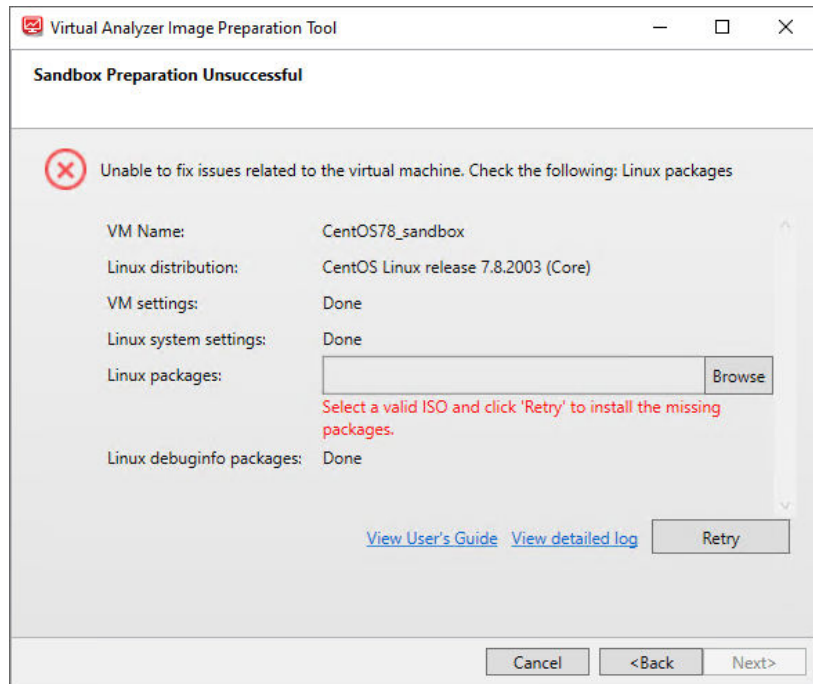 Virtual Analyzer Image Preparation Tool
Sandbox Preparation Unsuccessful
Unable to fix issues related to the virtual machine. Check the following: Linux packages
VM Name: CentOS78_sandbox
Linux distribution: CentOS Linux release 7.8.2003 (Core)
VM settings: Done
Linux system settings: Done
Linux packages: Browse
Select a valid ISO and click 'Retry' to install the missing
packages.
Linux debuginfo packages: Done
View User's Guide View detailed log Retry
Cancel <Back Next>